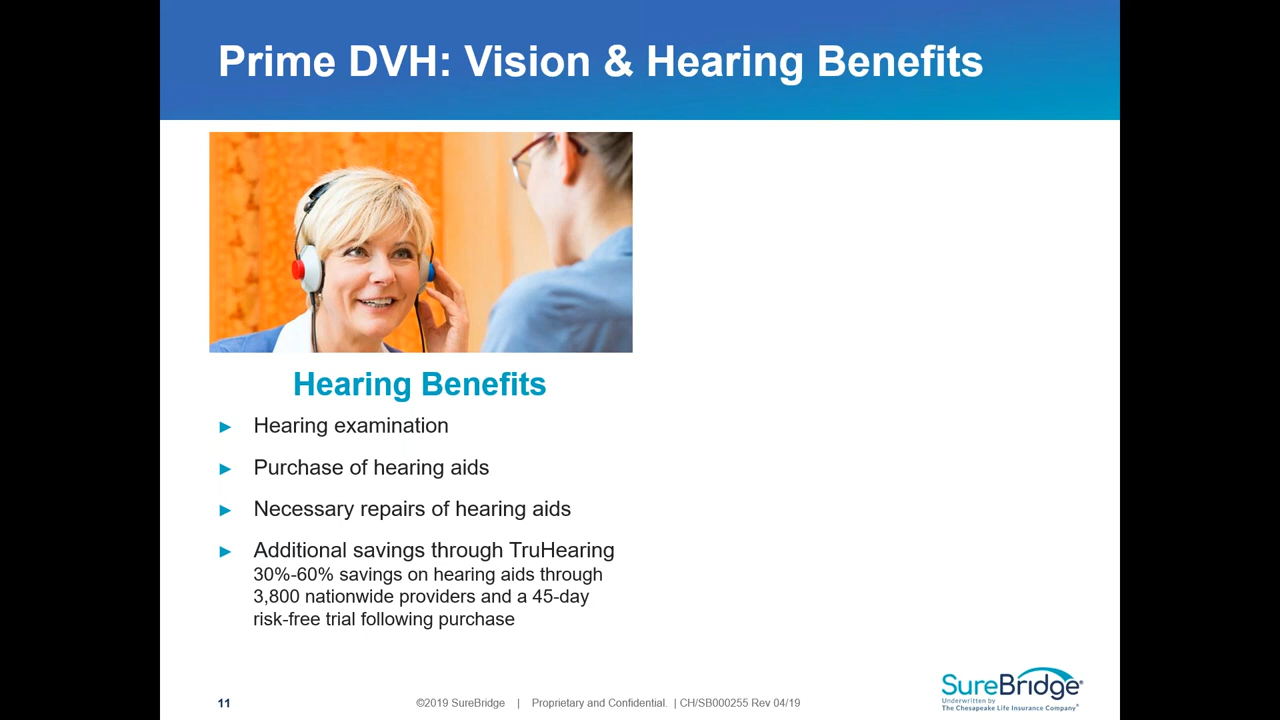 Prime DVH: Vision & Hearing Benefits
Hearing Benefits
► Hearing examination
► Purchase of hearing aids
► Necessary repairs of hearing aids
► Additional savings through TruHearing
30%-60% savings on hearing aids through
3,800 nationwide providers and a 45-day
risk-free trial following purchase
11
©2019 SureBridge | Proprietary and Confidential. | CH/SB000255 Rev 04/19
SureBridge®
Underwritten by
The Chesapeake Life Insurance Company®